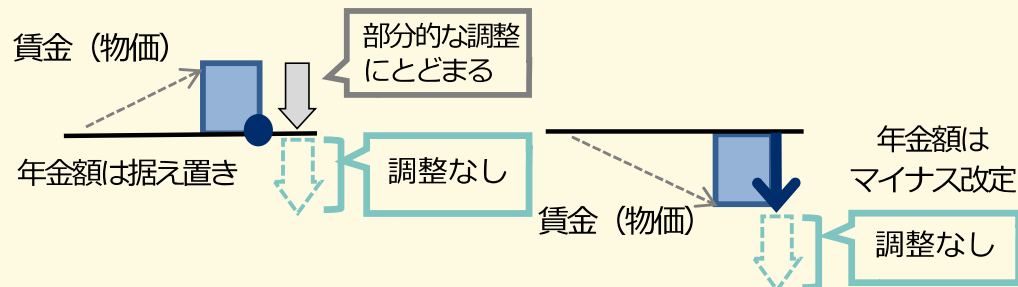 賃金（物価）
部分的な調整
にとどまる
年金額は据え置き
調整なし
賃金（物価）
年金額は
マイナス改定
調整なし